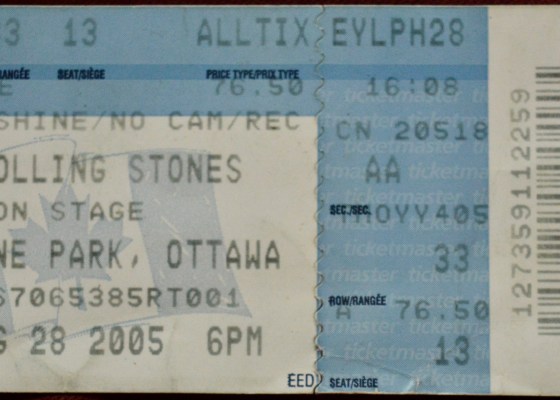 3 13 ALLTIX
RANGÉE SEAT/SIÈGE PRICE TYPE/PRIX TYPE
E 76.50
SHINE/NO CAM/REC
OLLING STONES
ON STAGE
NE PARK, OTTAWA
67065385RT001
G 28 2005 6PM
EED
EYLPH28
16:08
CN 20518
AA
SEC./SEC. OYY405
33
ROW/RANGÉE A 76.50
13
SEAT/SIÈGE
127359112259
ticketmaster